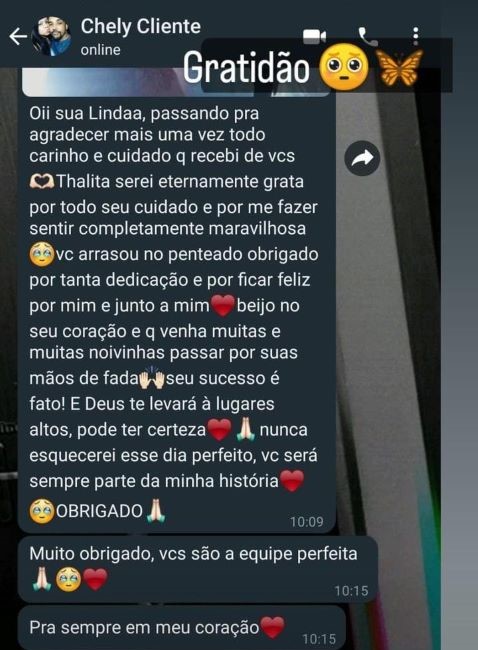 Chely Cliente
online
Gratidão 🥺🦋
Oii sua Lindaa, passando pra
agradecer mais uma vez todo
carinho e cuidado q recebi de vcs
🫶🏻Thalita serei eternamente grata
por todo seu cuidado e por me fazer
sentir completamente maravilhosa
🥹vc arrasou no penteado obrigado
por tanta dedicação e por ficar feliz
por mim e junto a mim♥️beijo no
seu coração e q venha muitas e
muitas noivinhas passar por suas
mãos de fada🙌🏻seu sucesso é
fato! E Deus te levará à lugares
altos, pode ter certeza♥️🙏🏻nunca
esquecerei esse dia perfeito, vc será
sempre parte da minha história♥️
🥹OBRIGADO🙏🏻
10:09
Muito obrigado, vcs são a equipe perfeita
🙏🏻🥹♥️
10:15
Pra sempre em meu coração♥️
10:15